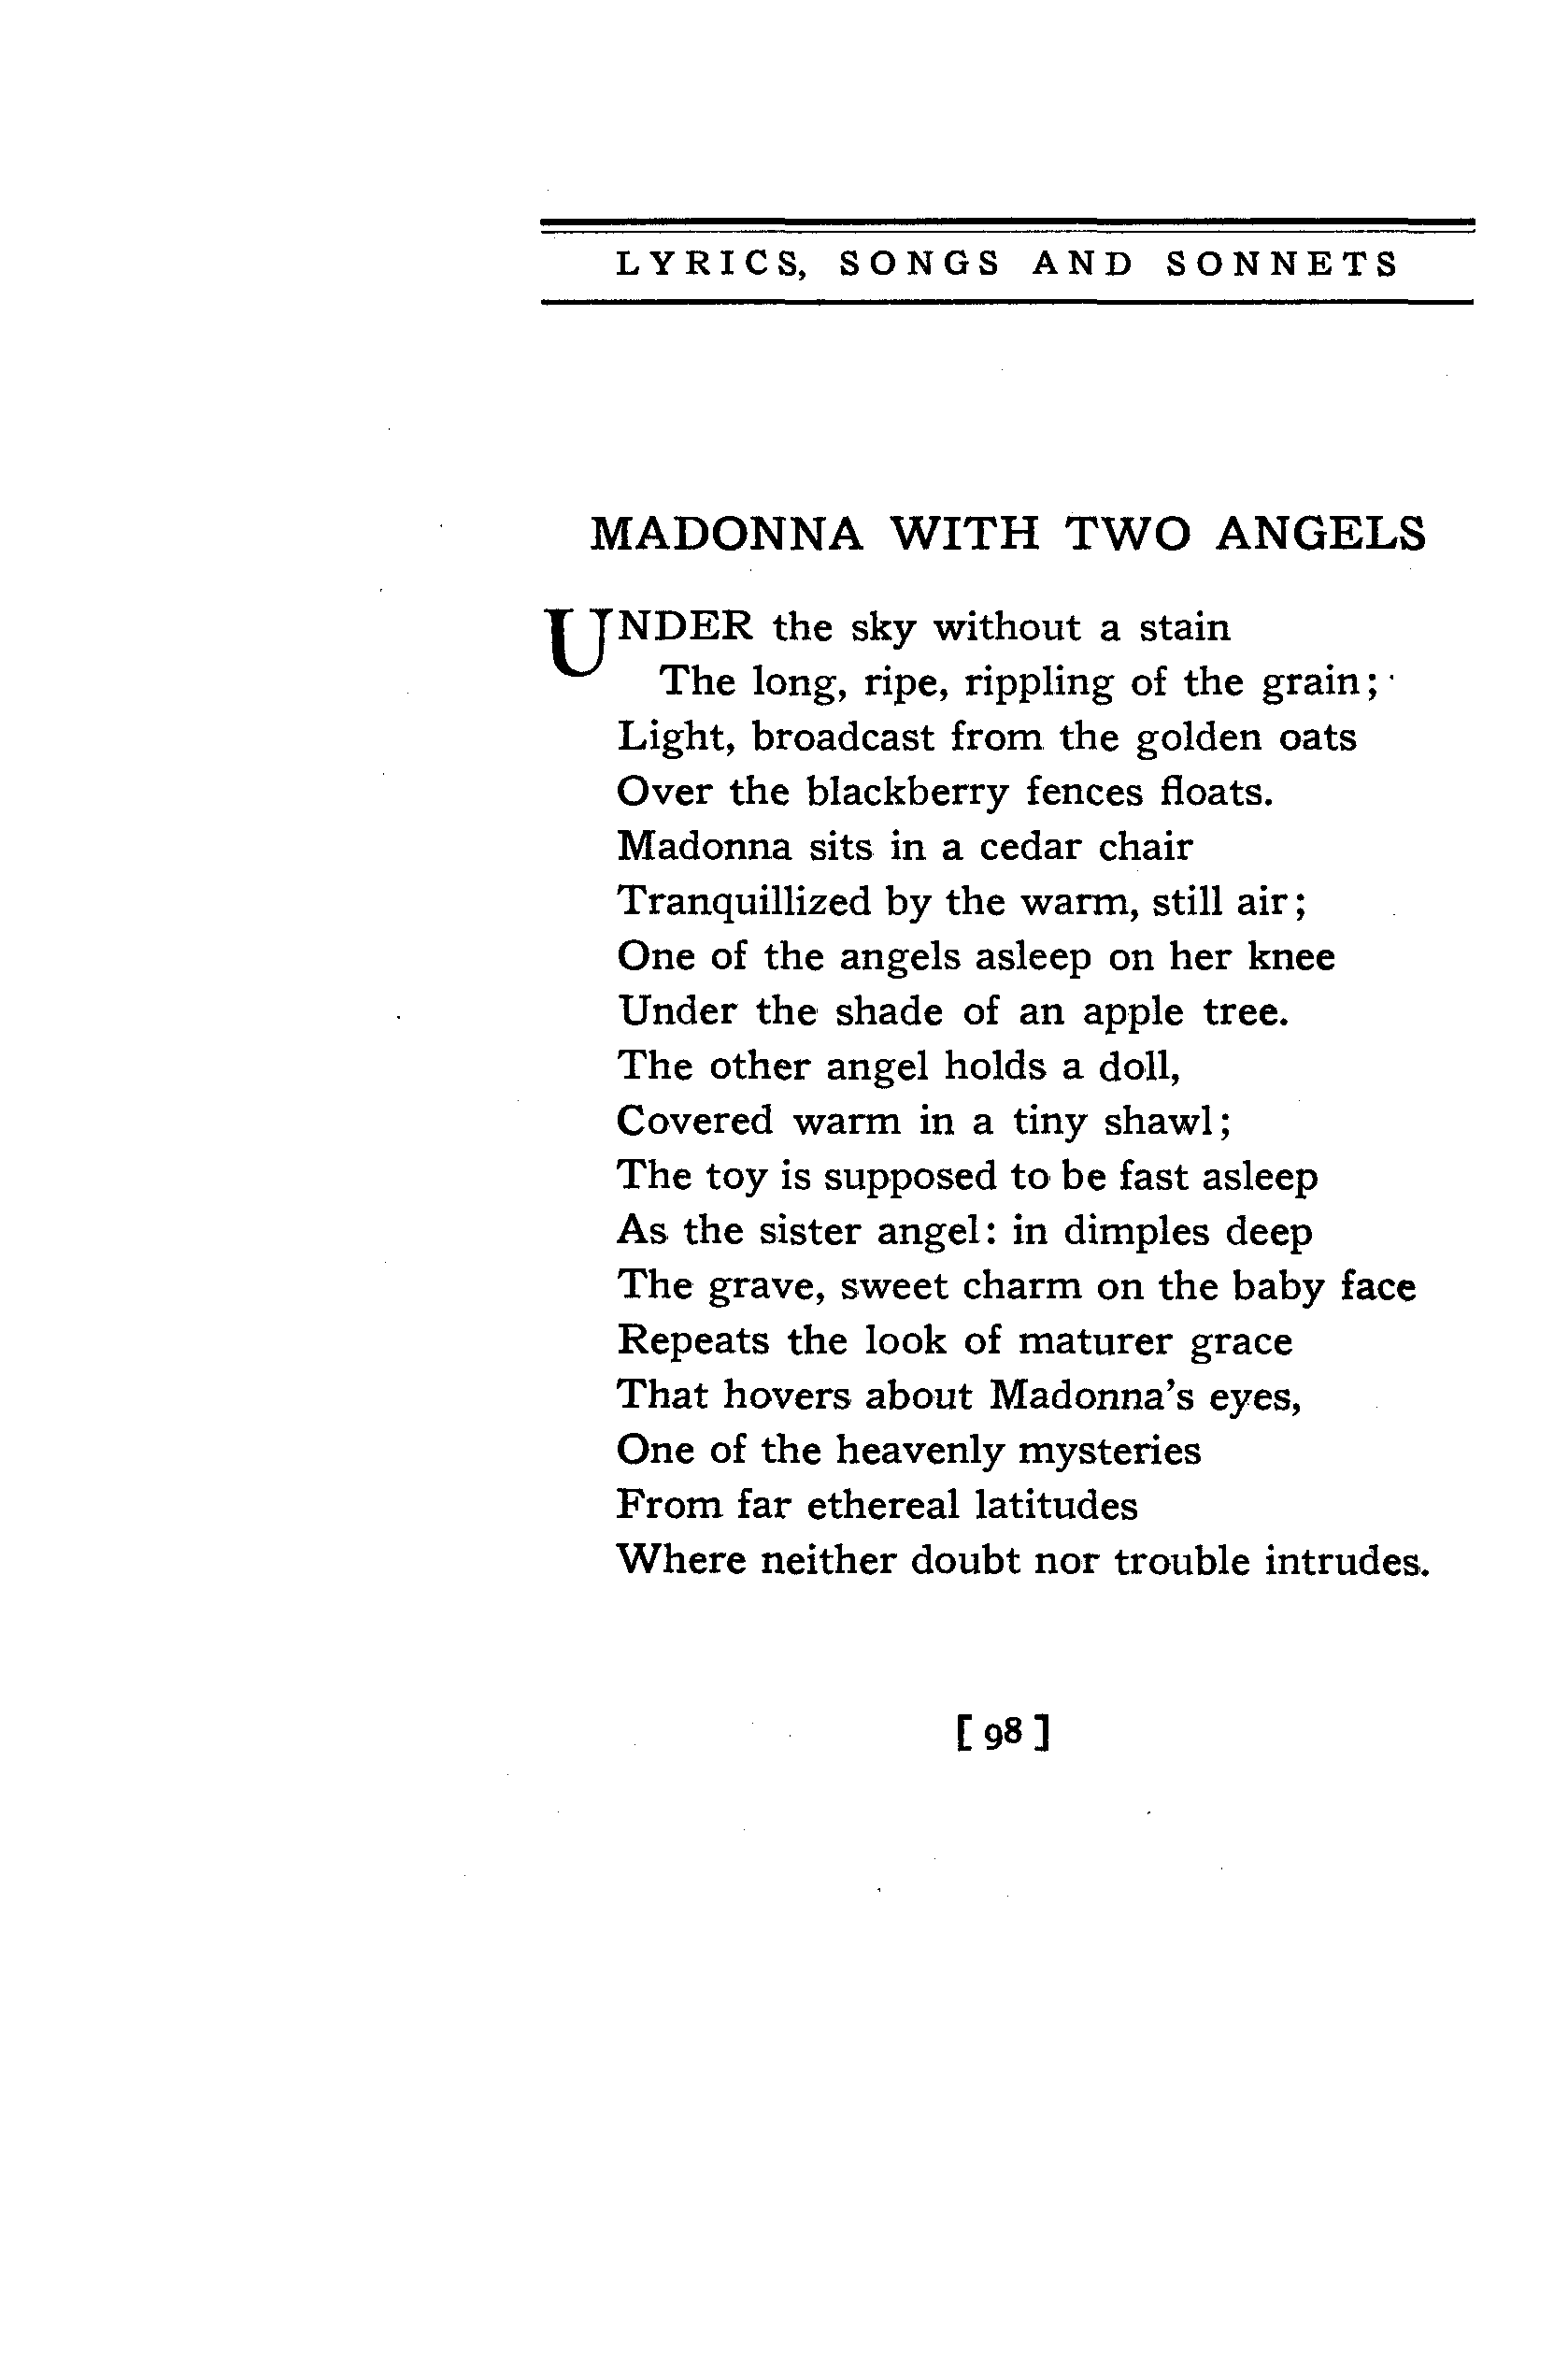 LYRICS, SONGS AND SONNETS
MADONNA WITH TWO ANGELS
UNDER the sky without a stain
The long, ripe, rippling of the grain;
Light, broadcast from the golden oats
Over the blackberry fences floats.
Madonna sits in a cedar chair
Tranquillized by the warm, still air;
One of the angels asleep on her knee
Under the shade of an apple tree.
The other angel holds a doll,
Covered warm in a tiny shawl;
The toy is supposed to be fast asleep
As the sister angel: in dimples deep
The grave, sweet charm on the baby face
Repeats the look of maturer grace
That hovers about Madonna's eyes,
One of the heavenly mysteries
From far ethereal latitudes
Where neither doubt nor trouble intrudes.
[98]